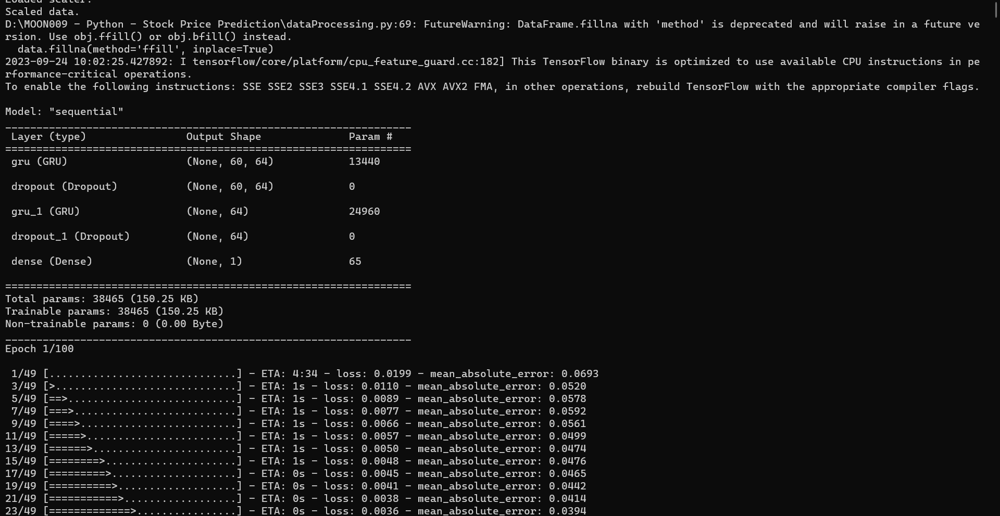 Loaded scaler.
Scaled data.
D:\MOON009 - Python - Stock Price Prediction\dataProcessing.py:69: FutureWarning: DataFrame.fillna with 'method' is deprecated and will raise in a future ve
rsion. Use obj.ffill() or obj.bfill() instead.
  data.fillna(method='ffill', inplace=True)
2023-09-24 10:02:25.427892: I tensorflow/core/platform/cpu_feature_guard.cc:182] This TensorFlow binary is optimized to use available CPU instructions in pe
rformance-critical operations.
To enable the following instructions: SSE SSE2 SSE3 SSE4.1 SSE4.2 AVX AVX2 FMA, in other operations, rebuild TensorFlow with the appropriate compiler flags.
Model: "sequential"
_________________________________________________________________
 Layer (type)                Output Shape              Param #
=================================================================
 gru (GRU)                   (None, 60, 64)            13440
 dropout (Dropout)           (None, 60, 64)            0
 gru_1 (GRU)                 (None, 64)                24960
 dropout_1 (Dropout)         (None, 64)                0
 dense (Dense)               (None, 1)                 65
=================================================================
Total params: 38465 (150.25 KB)
Trainable params: 38465 (150.25 KB)
Non-trainable params: 0 (0.00 Byte)
_________________________________________________________________
Epoch 1/100
 1/49 [..............................] - ETA: 4:34 - loss: 0.0199 - mean_absolute_error: 0.0693
 3/49 [>.............................] - ETA: 1s - loss: 0.0110 - mean_absolute_error: 0.0520
 5/49 [==>...........................] - ETA: 1s - loss: 0.0089 - mean_absolute_error: 0.0578
 7/49 [===>..........................] - ETA: 1s - loss: 0.0077 - mean_absolute_error: 0.0592
 9/49 [====>.........................] - ETA: 1s - loss: 0.0066 - mean_absolute_error: 0.0561
11/49 [=====>........................] - ETA: 1s - loss: 0.0057 - mean_absolute_error: 0.0499
13/49 [======>.......................] - ETA: 1s - loss: 0.0050 - mean_absolute_error: 0.0474
15/49 [========>.....................] - ETA: 1s - loss: 0.0048 - mean_absolute_error: 0.0476
17/49 [=========>....................] - ETA: 0s - loss: 0.0045 - mean_absolute_error: 0.0465
19/49 [==========>...................] - ETA: 0s - loss: 0.0041 - mean_absolute_error: 0.0442
21/49 [===========>..................] - ETA: 0s - loss: 0.0038 - mean_absolute_error: 0.0414
23/49 [=============>................] - ETA: 0s - loss: 0.0036 - mean_absolute_error: 0.0394